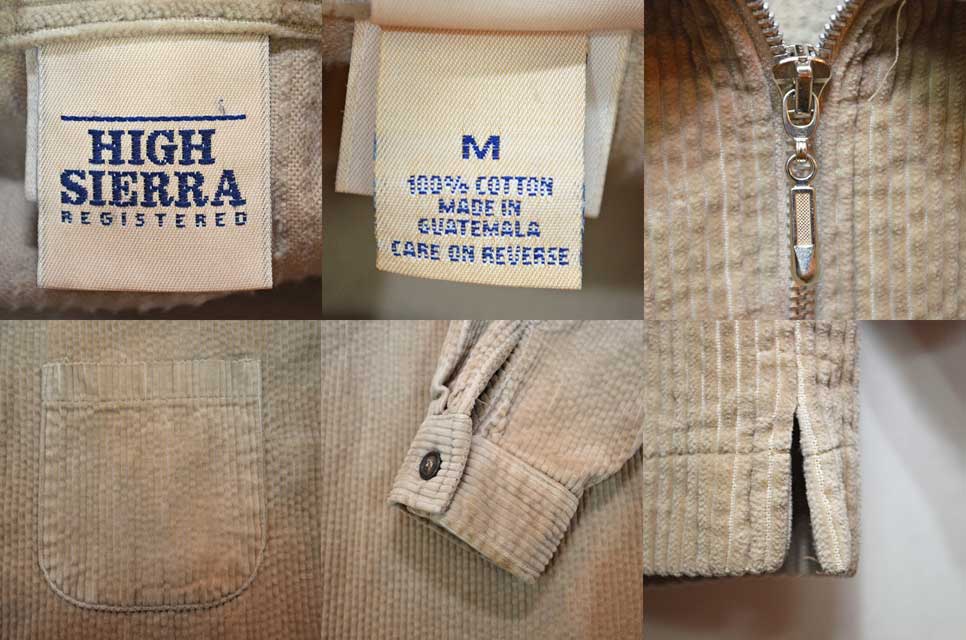 HIGH
SIERRA
REGISTERED
M
100% COTTON
MADE IN
GUATEMALA
CARE ON REVERSE